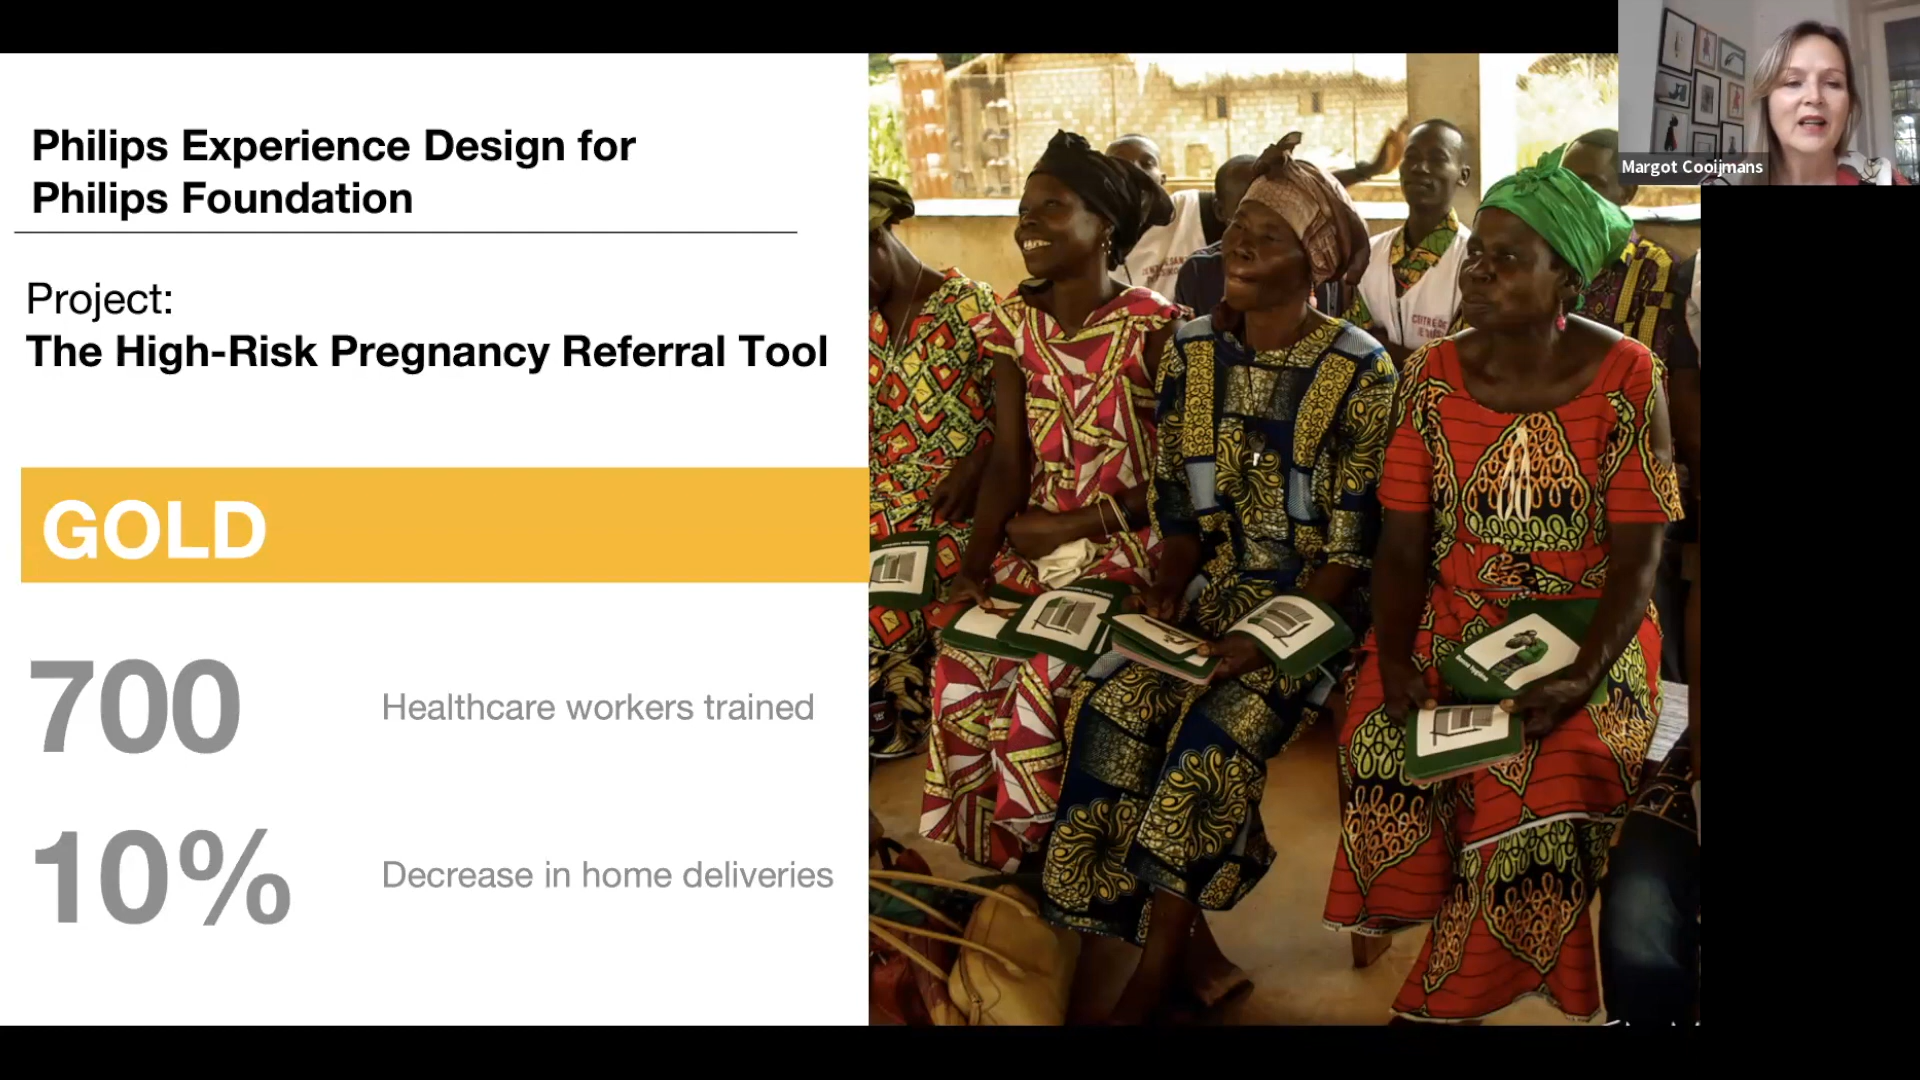 Philips Experience Design for
Philips Foundation
Project:
The High-Risk Pregnancy Referral Tool
GOLD
700
Healthcare workers trained
10%
Decrease in home deliveries
Margot Cooijmans